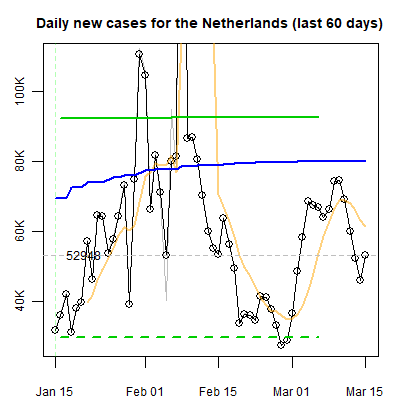 Daily new cases for the Netherlands (last 60 days)
100K
80K
60K
52948
40K
Jan 15
Feb 01
Feb 15
Mar 01
Mar 15